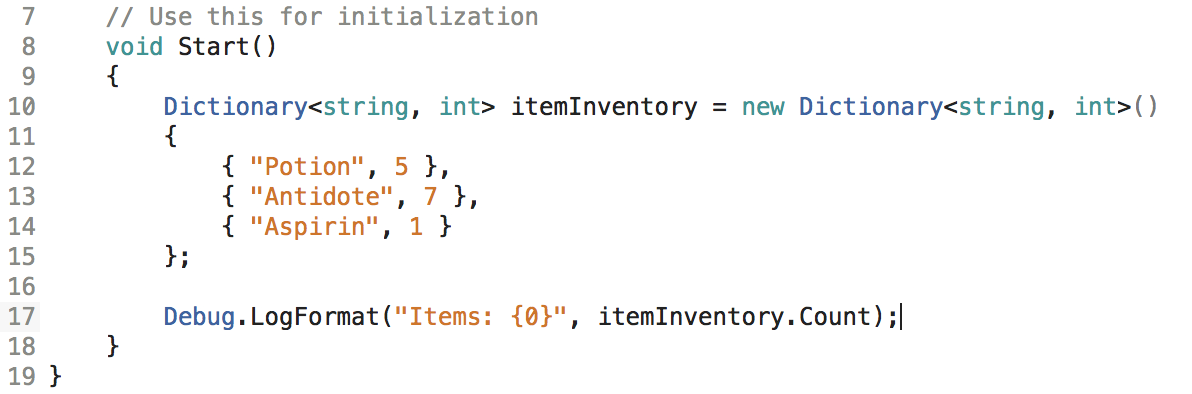 7 // Use this for initialization
8 void Start()
9 {
10 Dictionary<string, int> itemInventory = new Dictionary<string, int>()
11 {
12 { "Potion", 5 },
13 { "Antidote", 7 },
14 { "Aspirin", 1 }
15 };
16
17 Debug.LogFormat("Items: {0}", itemInventory.Count);
18 }
19 }